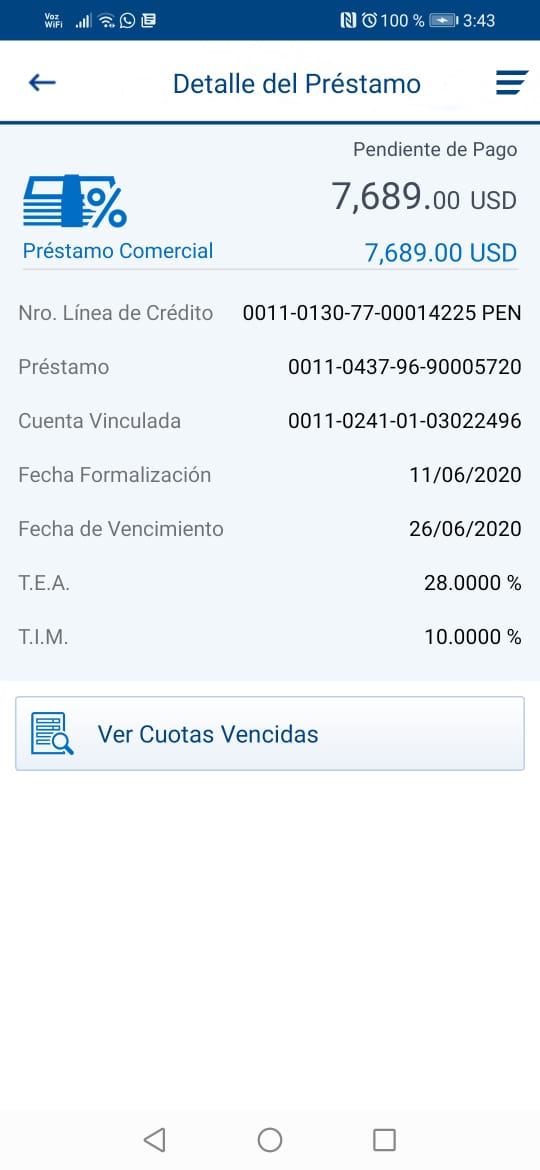 Voz
WiFi
100 %
3:43
Detalle del Préstamo
Pendiente de Pago
7,689.00 USD
%
Préstamo Comercial
7,689.00 USD
Nro. Línea de Crédito 0011-0130-77-00014225 PEN
Préstamo 0011-0437-96-90005720
Cuenta Vinculada 0011-0241-01-03022496
Fecha Formalización 11/06/2020
Fecha de Vencimiento 26/06/2020
T.E.A. 28.0000 %
T.I.M. 10.0000 %
Ver Cuotas Vencidas